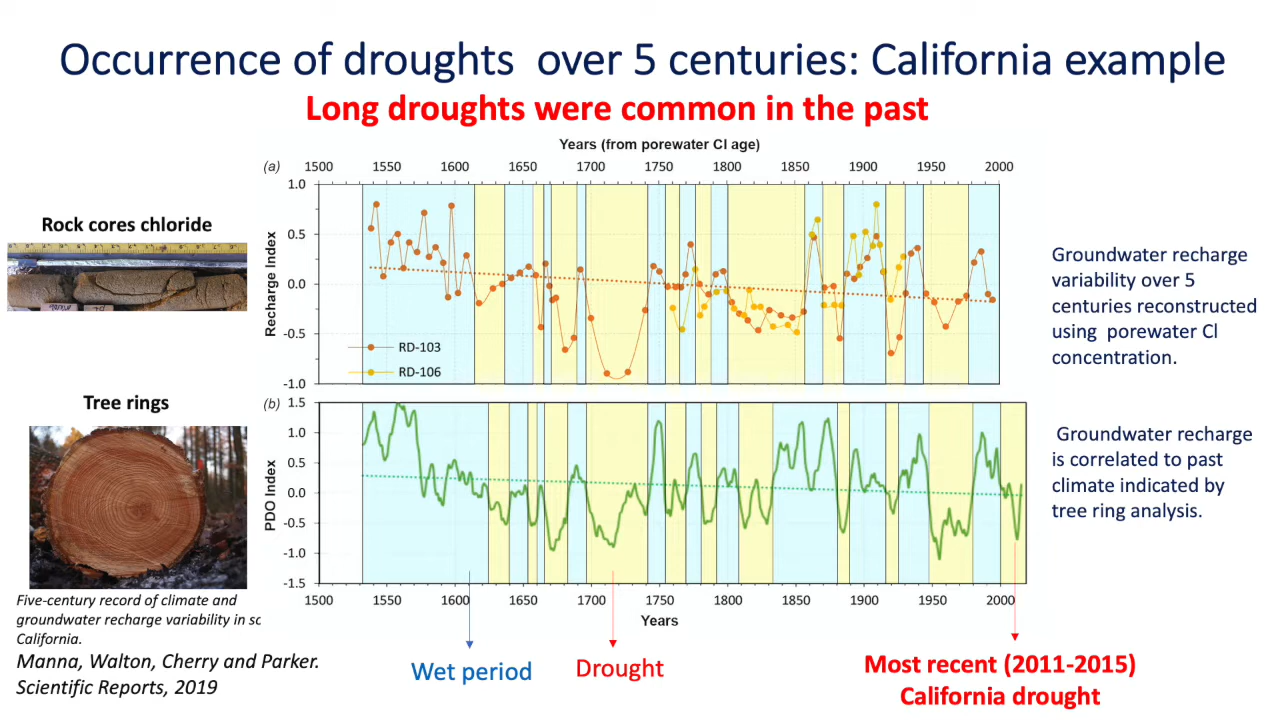 Occurrence of droughts  over 5 centuries: California example
Long droughts were common in the past
Years (from porewater Cl age)
(a)
1500 1550 1600 1650 1700 1750 1800 1850 1900 1950 2000
1.0
0.5
0.0
-0.5
-1.0
Recharge Index
RD-103
RD-106
Rock cores chloride
Groundwater recharge
variability over 5
centuries reconstructed
using  porewater Cl
concentration.
Tree rings
(b)
1.5
1.0
0.5
0.0
-0.5
-1.0
-1.5
PDO Index
1500 1550 1600 1650 1700 1750 1800 1850 1900 1950 2000
Years
Groundwater recharge
is correlated to past
climate indicated by
tree ring analysis.
Five-century record of climate and
groundwater recharge variability in sc
California.
Manna, Walton, Cherry and Parker.
Scientific Reports, 2019
Wet period
Drought
Most recent (2011-2015)
California drought